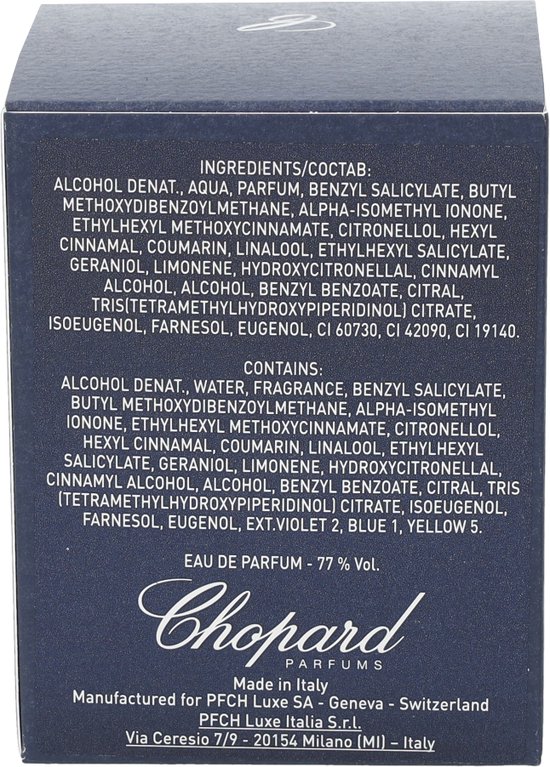 INGREDIENTS/СОСТАВ:
ALCOHOL DENAT., AQUA, PARFUM, BENZYL SALICYLATE, BUTYL
METHOXYDIBENZOYLMETHANE, ALPHA-ISOMETHYL IONONE,
ETHYLHEXYL METHOXYCINNAMATE, CITRONELLOL, HEXYL
CINNAMAL, COUMARIN, LINALOOL, ETHYLHEXYL SALICYLATE,
GERANIOL, LIMONENE, HYDROXYCITRONELLAL, CINNAMYL
ALCOHOL, ALCOHOL, BENZYL BENZOATE, CITRAL,
TRIS(TETRAMETHYLHYDROXYPIPERIDINOL) CITRATE,
ISOEUGENOL, FARNESOL, EUGENOL, CI 60730, CI 42090, CI 19140.
CONTAINS:
ALCOHOL DENAT., WATER, FRAGRANCE, BENZYL SALICYLATE,
BUTYL METHOXYDIBENZOYLMETHANE, ALPHA-ISOMETHYL
IONONE, ETHYLHEXYL METHOXYCINNAMATE, CITRONELLOL,
HEXYL CINNAMAL, COUMARIN, LINALOOL, ETHYLHEXYL
SALICYLATE, GERANIOL, LIMONENE, HYDROXYCITRONELLAL,
CINNAMYL ALCOHOL, ALCOHOL, BENZYL BENZOATE, CITRAL, TRIS
(TETRAMETHYLHYDROXYPIPERIDINOL) CITRATE, ISOEUGENOL,
FARNESOL, EUGENOL, EXT.VIOLET 2, BLUE 1, YELLOW 5.
EAU DE PARFUM - 77 % Vol.
Chopard
PARFUMS
Made in Italy
Manufactured for PFCH Luxe SA - Geneva - Switzerland
PFCH Luxe Italia S.r.l.
Via Ceresio 7/9 - 20154 Milano (MI) – Italy